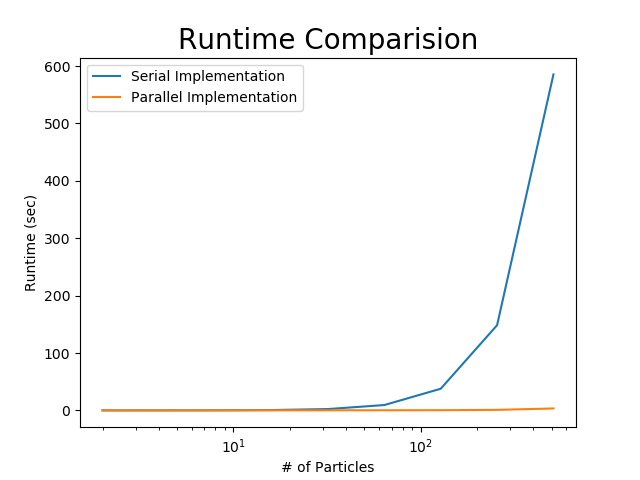 Runtime Comparision
Serial Implementation
Parallel Implementation
600
500
400
300
200
100
0
Runtime (sec)
10¹
10²
# of Particles